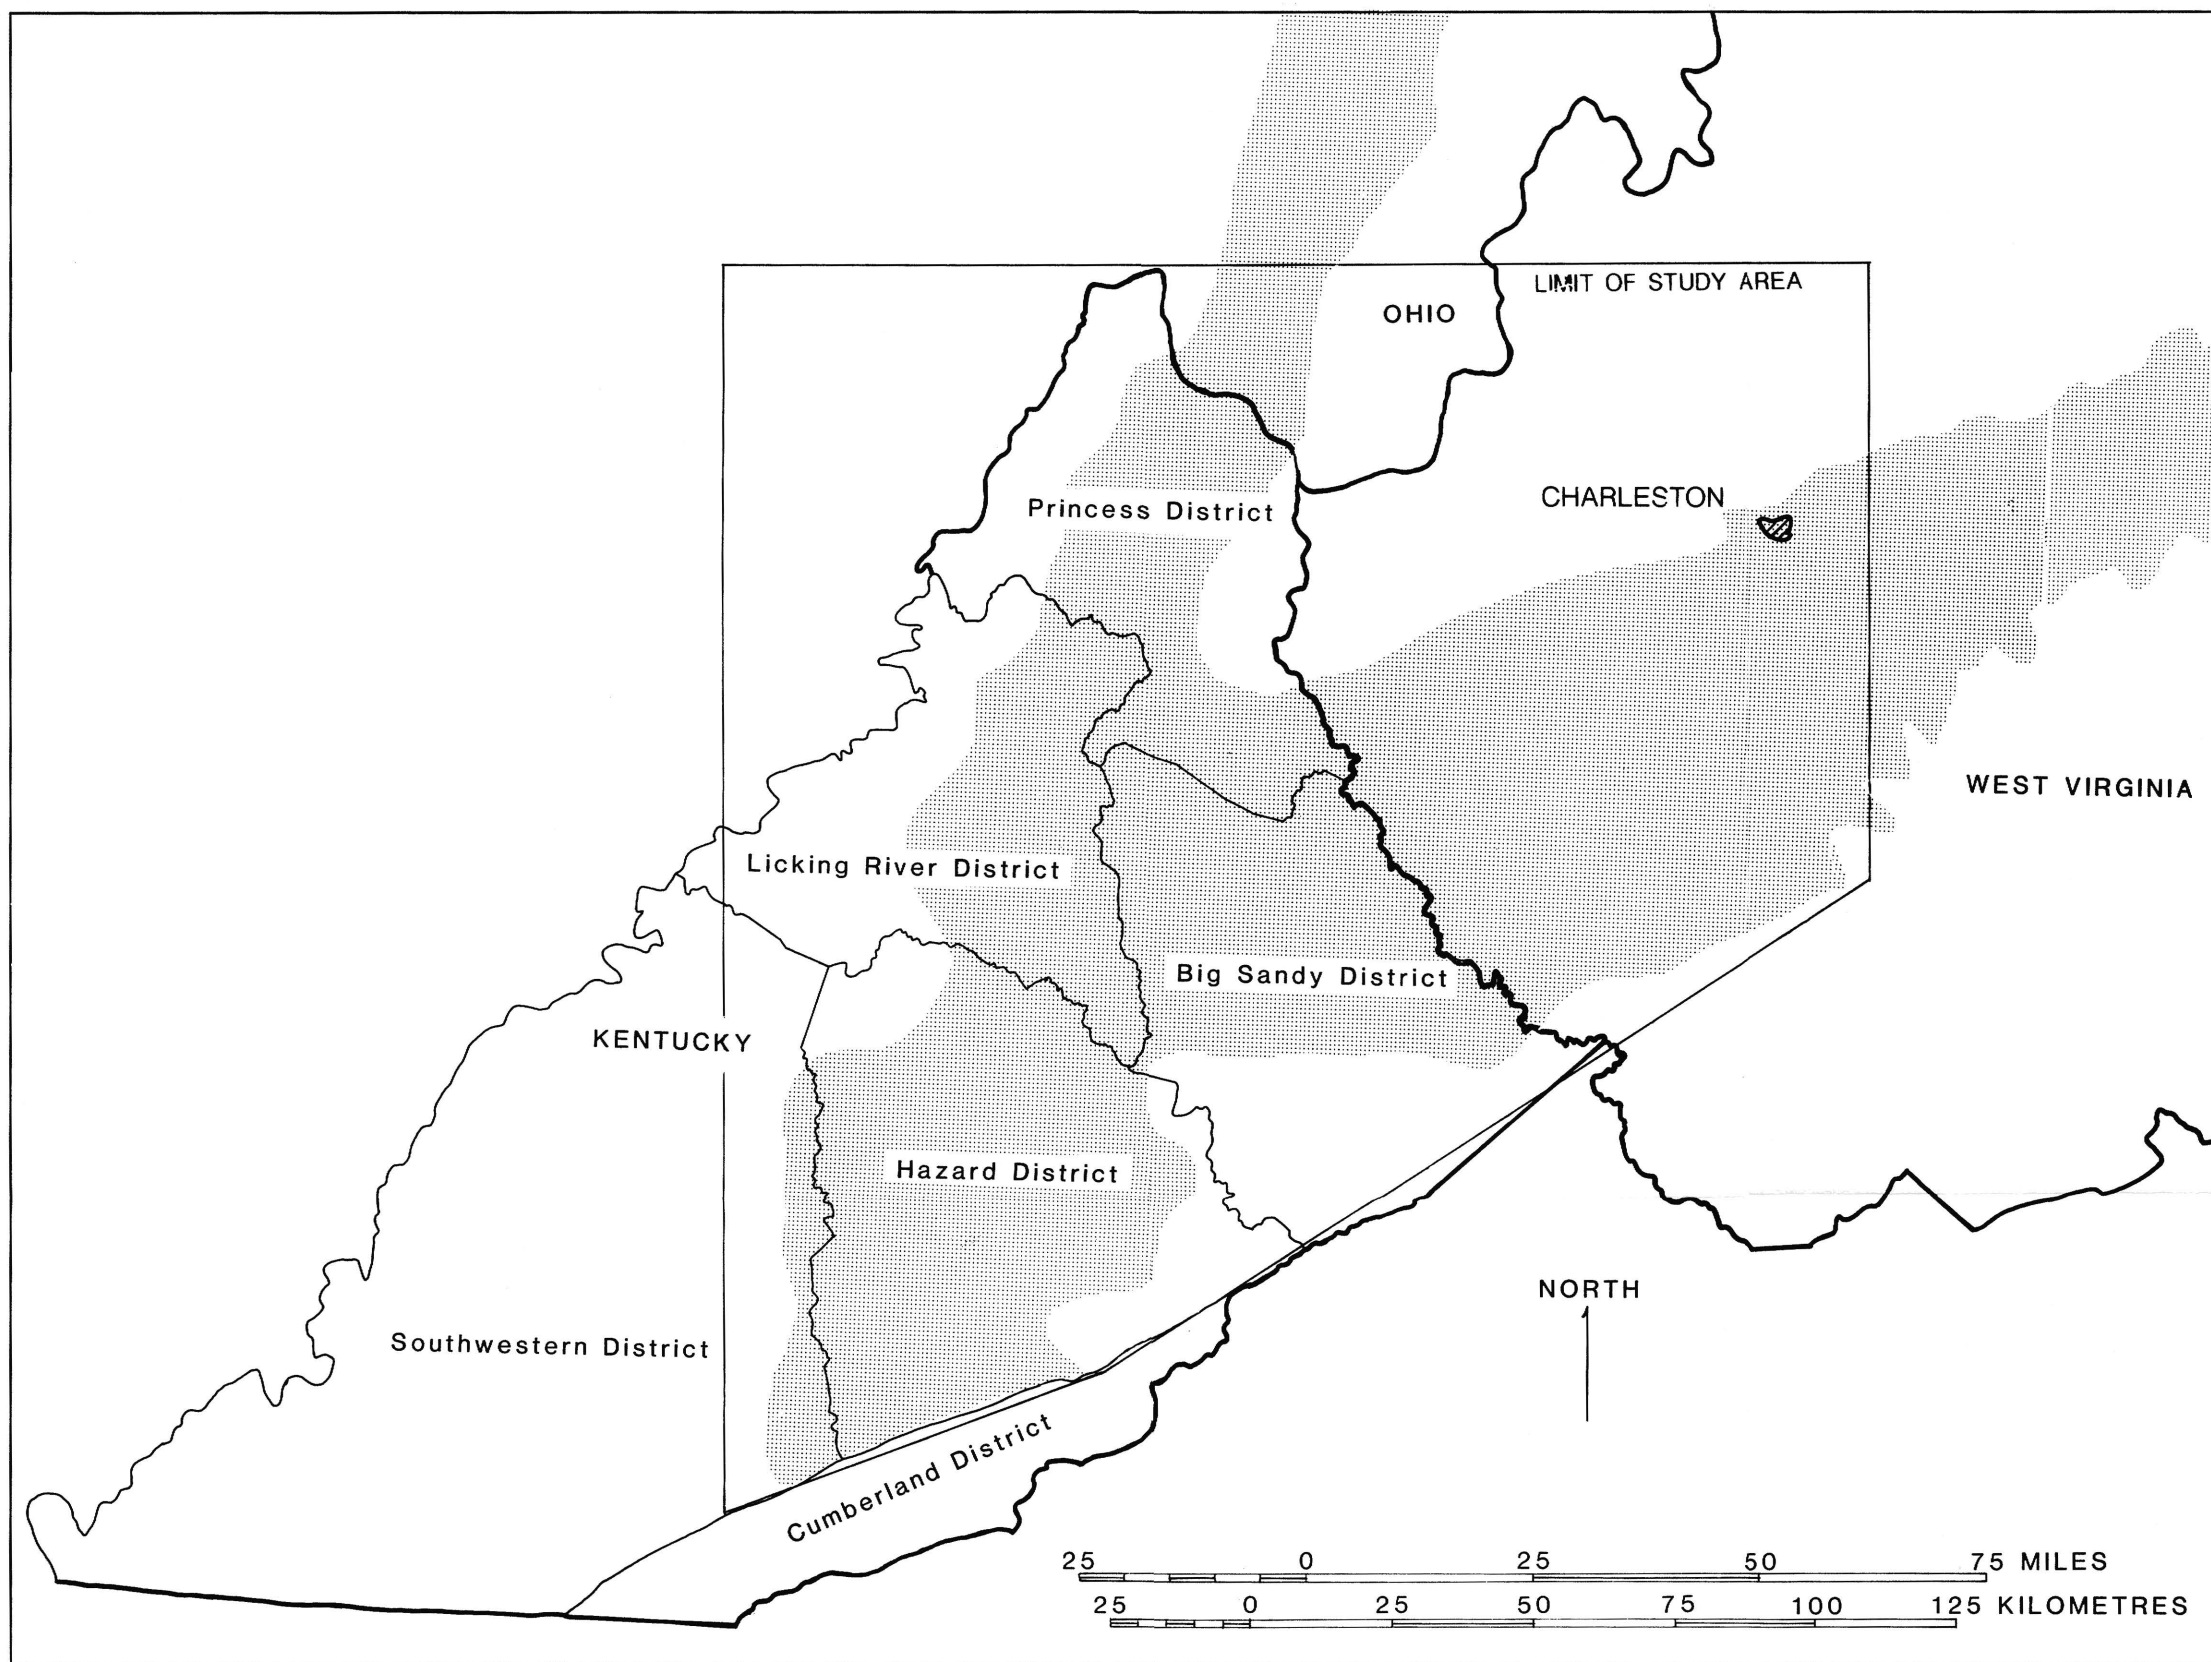 LIMIT OF STUDY AREA
OHIO
CHARLESTON
Princess District
WEST VIRGINIA
Licking River District
Big Sandy District
KENTUCKY
Hazard District
NORTH
Southwestern District
Cumberland District
25 0 25 50 75 MILES
25 0 25 50 75 100 125 KILOMETRES